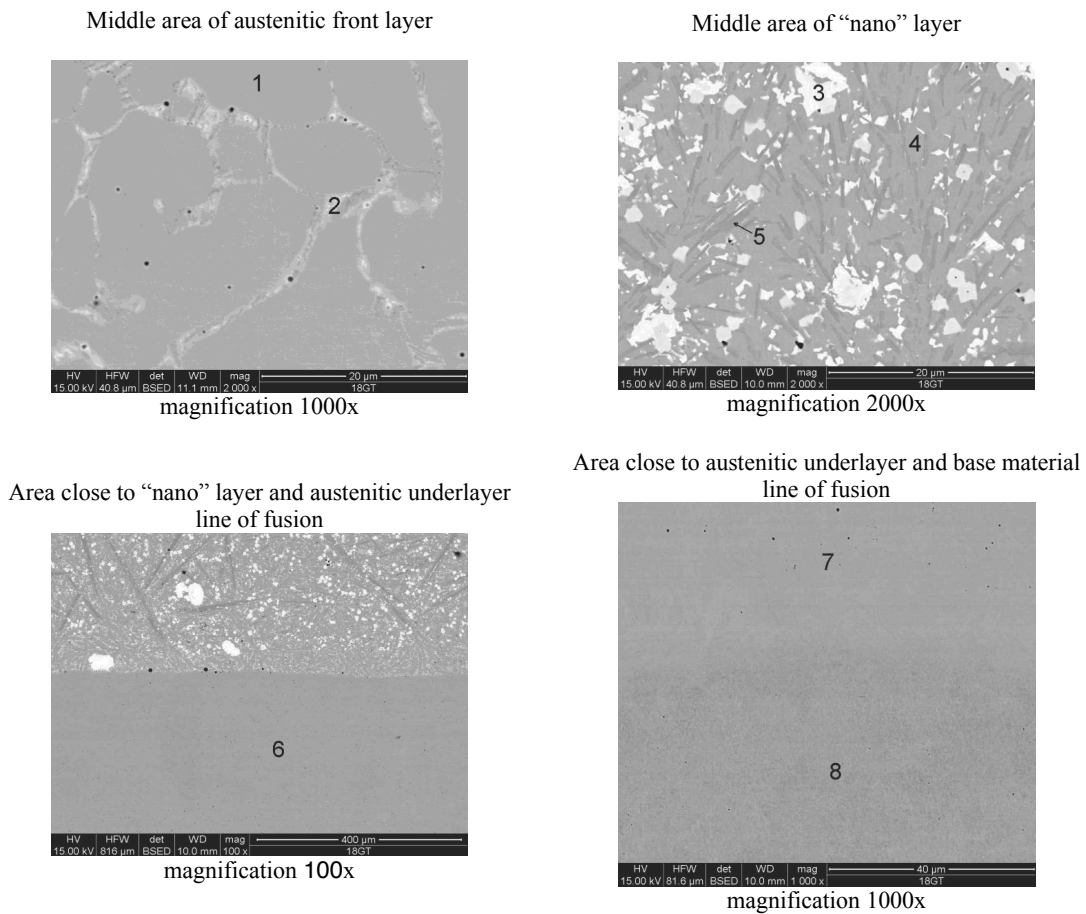 Middle area of austenitic front layer
1
2
HV HFW det WD mag 20 µm
15.00 kV 40.8 µm BSED 11.1 mm 2 000 x 18GT
magnification 1000x
Middle area of “nano” layer
3
4
5
HV HFW det WD mag 20 µm
15.00 kV 40.8 µm BSED 10.0 mm 2 000 x 18GT
magnification 2000x
Area close to “nano” layer and austenitic underlayer
line of fusion
6
HV HFW det WD mag 400 µm
15.00 kV 816 µm BSED 10.0 mm 100 x 18GT
magnification 100x
Area close to austenitic underlayer and base material
line of fusion
7
8
HV HFW det WD mag 40 µm
15.00 kV 81.6 µm BSED 10.0 mm 1 000 x 18GT
magnification 1000x